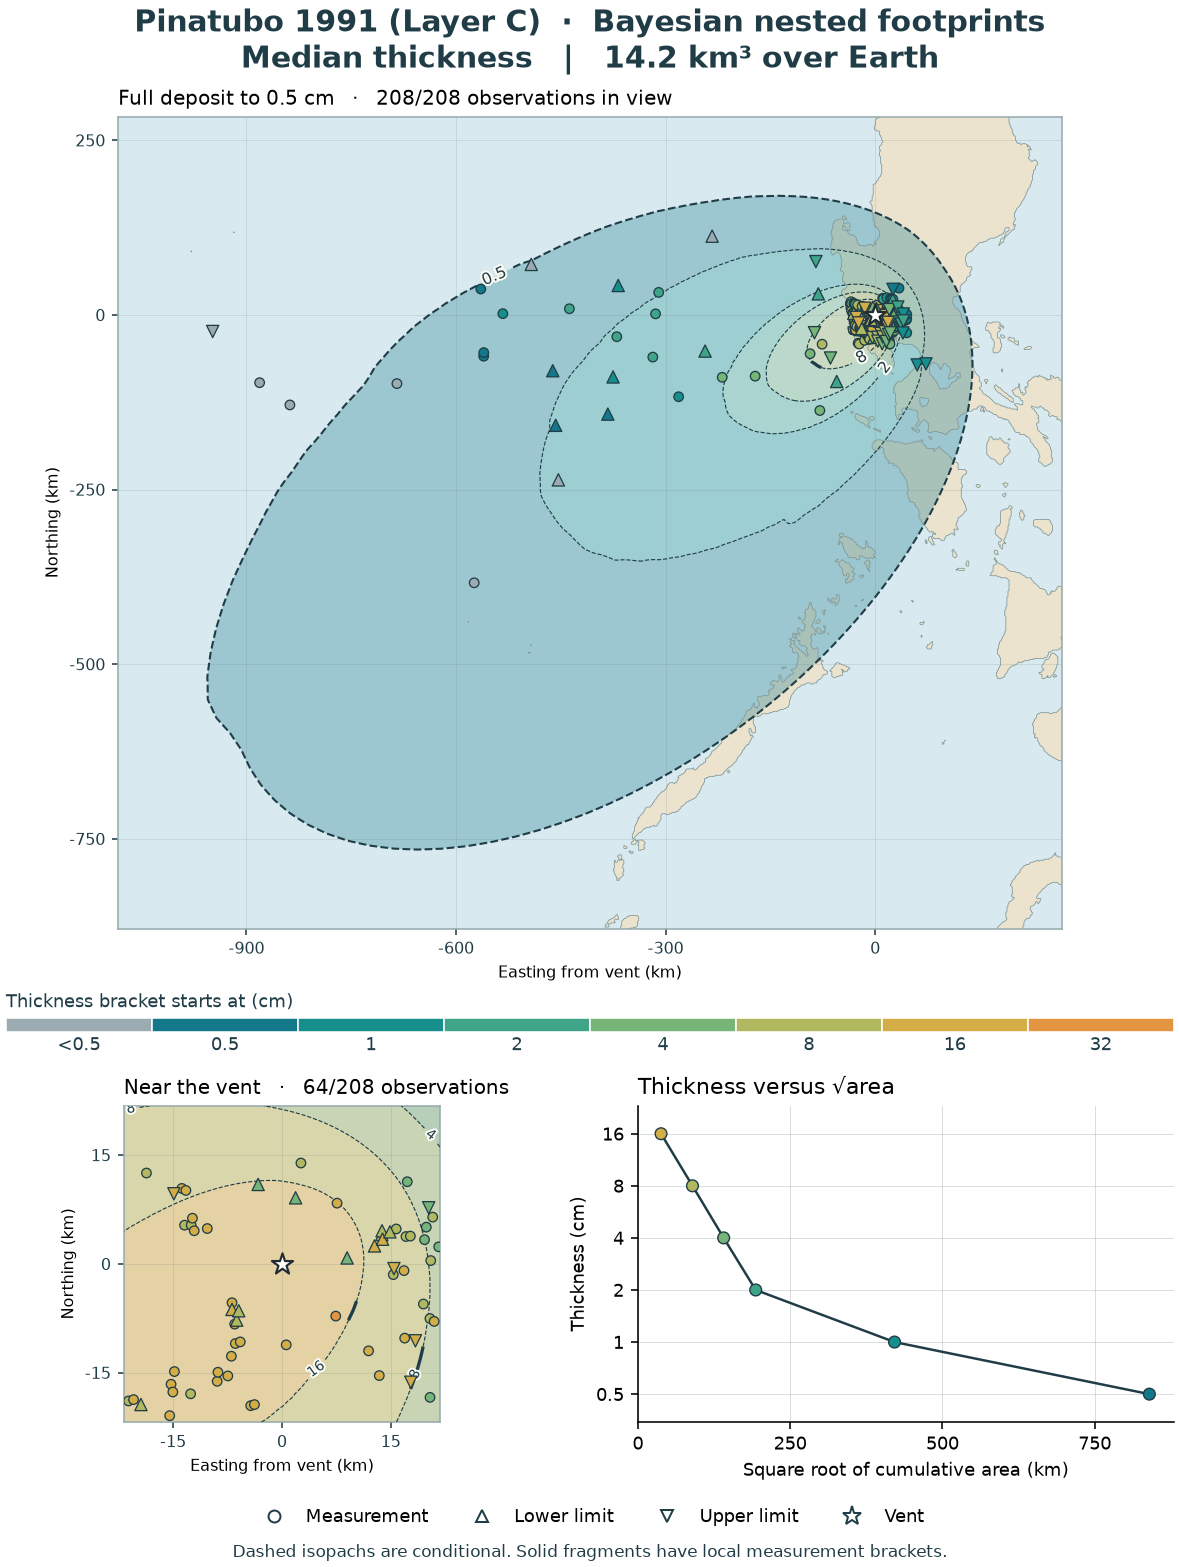 Pinatubo 1991 (Layer C)  ·  Bayesian nested footprints
Median thickness   |   14.2 km³ over Earth
Full deposit to 0.5 cm   ·   208/208 observations in view
250
0
-250
-500
-750
Northing (km)
0.5
8
2
-900
-600
-300
0
Easting from vent (km)
Thickness bracket starts at (cm)
<0.5
0.5
1
2
4
8
16
32
Near the vent   ·   64/208 observations
15
0
-15
Northing (km)
8
4
16
8
-15
0
15
Easting from vent (km)
Thickness versus √area
16
8
4
2
1
0.5
Thickness (cm)
0
250
500
750
Square root of cumulative area (km)
Measurement
Lower limit
Upper limit
Vent
Dashed isopachs are conditional. Solid fragments have local measurement brackets.